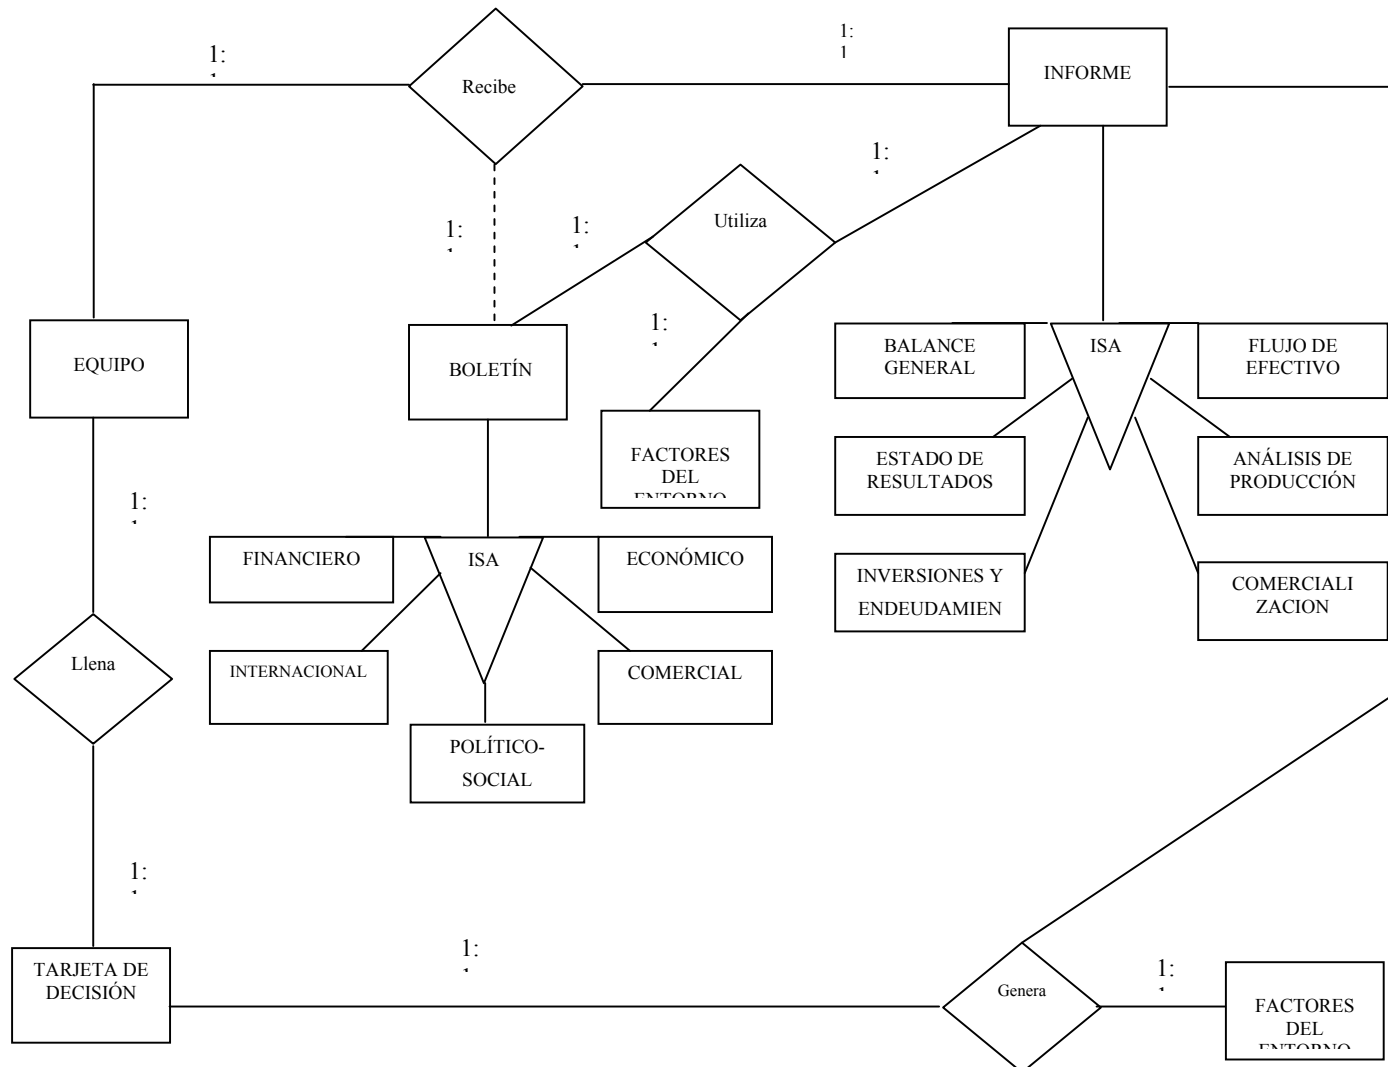 1:
1:
Recibe
INFORME
1:
Utiliza
1:
1:
1:
EQUIPO
BOLETÍN
BALANCE
GENERAL
ISA
FLUJO DE
EFECTIVO
FACTORES
DEL
ENTORNO
ESTADO DE
RESULTADOS
ANÁLISIS DE
PRODUCCIÓN
1:
FINANCIERO
ISA
ECONÓMICO
INVERSIONES Y
ENDEUDAMIEN
COMERCIALI
ZACION
Llena
INTERNACIONAL
COMERCIAL
POLÍTICO-
SOCIAL
1:
1:
TARJETA DE
DECISIÓN
Genera
1:
FACTORES
DEL
ENTORNO